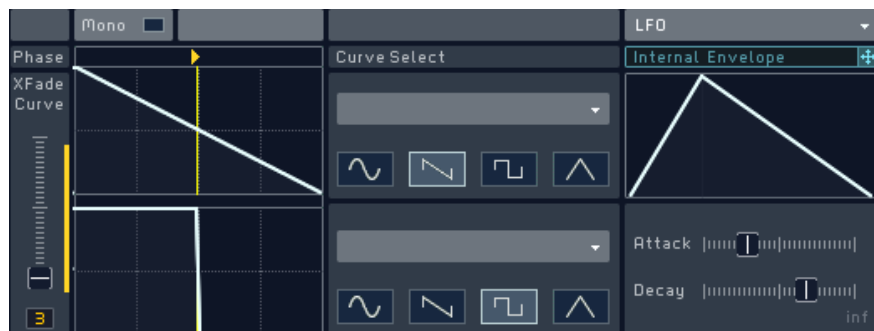 Mono
LFO
Phase
Curve Select
Internal Envelope
XFade
Curve
Attack
Decay
3
inf